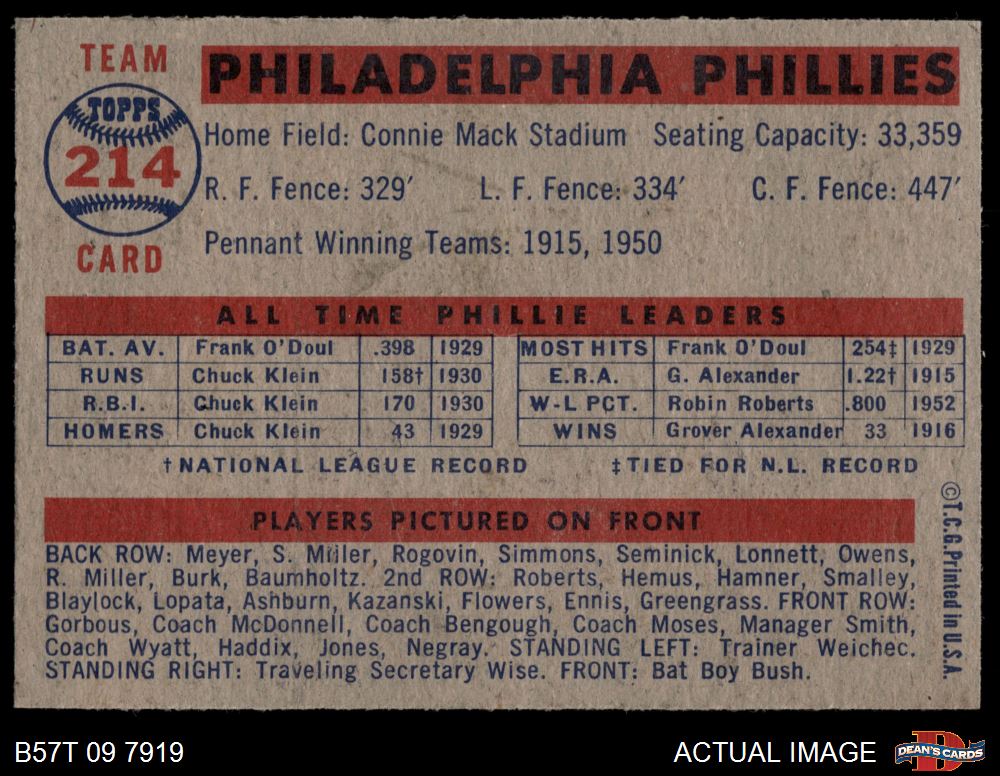 TEAM
TOPPS
214
CARD
PHILADELPHIA PHILLIES
Home Field: Connie Mack Stadium Seating Capacity: 33,359
R. F. Fence: 329′ L. F. Fence: 334′ C. F. Fence: 447′
Pennant Winning Teams: 1915, 1950
ALL TIME PHILLIE LEADERS
BAT. AV. Frank O'Doul .398 1929 MOST HITS Frank O'Doul 254‡ 1929
RUNS Chuck Klein 158† 1930 E.R.A. G. Alexander 1.22† 1915
R.B.I. Chuck Klein 170 1930 W-L PCT. Robin Roberts .800 1952
HOMERS Chuck Klein 43 1929 WINS Grover Alexander 33 1916
†NATIONAL LEAGUE RECORD ‡TIED FOR N.L. RECORD
PLAYERS PICTURED ON FRONT
BACK ROW: Meyer, S. Miller, Rogovin, Simmons, Seminick, Lonnett, Owens,
R. Miller, Burk, Baumholtz. 2nd ROW: Roberts, Hemus, Hamner, Smalley,
Blaylock, Lopata, Ashburn, Kazanski, Flowers, Ennis, Greengrass. FRONT ROW:
Gorbous, Coach McDonnell, Coach Bengough, Coach Moses, Manager Smith,
Coach Wyatt, Haddix, Jones, Negray. STANDING LEFT: Trainer Weichec.
STANDING RIGHT: Traveling Secretary Wise. FRONT: Bat Boy Bush.
©T.C.G. Printed in U.S.A.
B57T 09 7919
ACTUAL IMAGE
DEAN'S CARDS